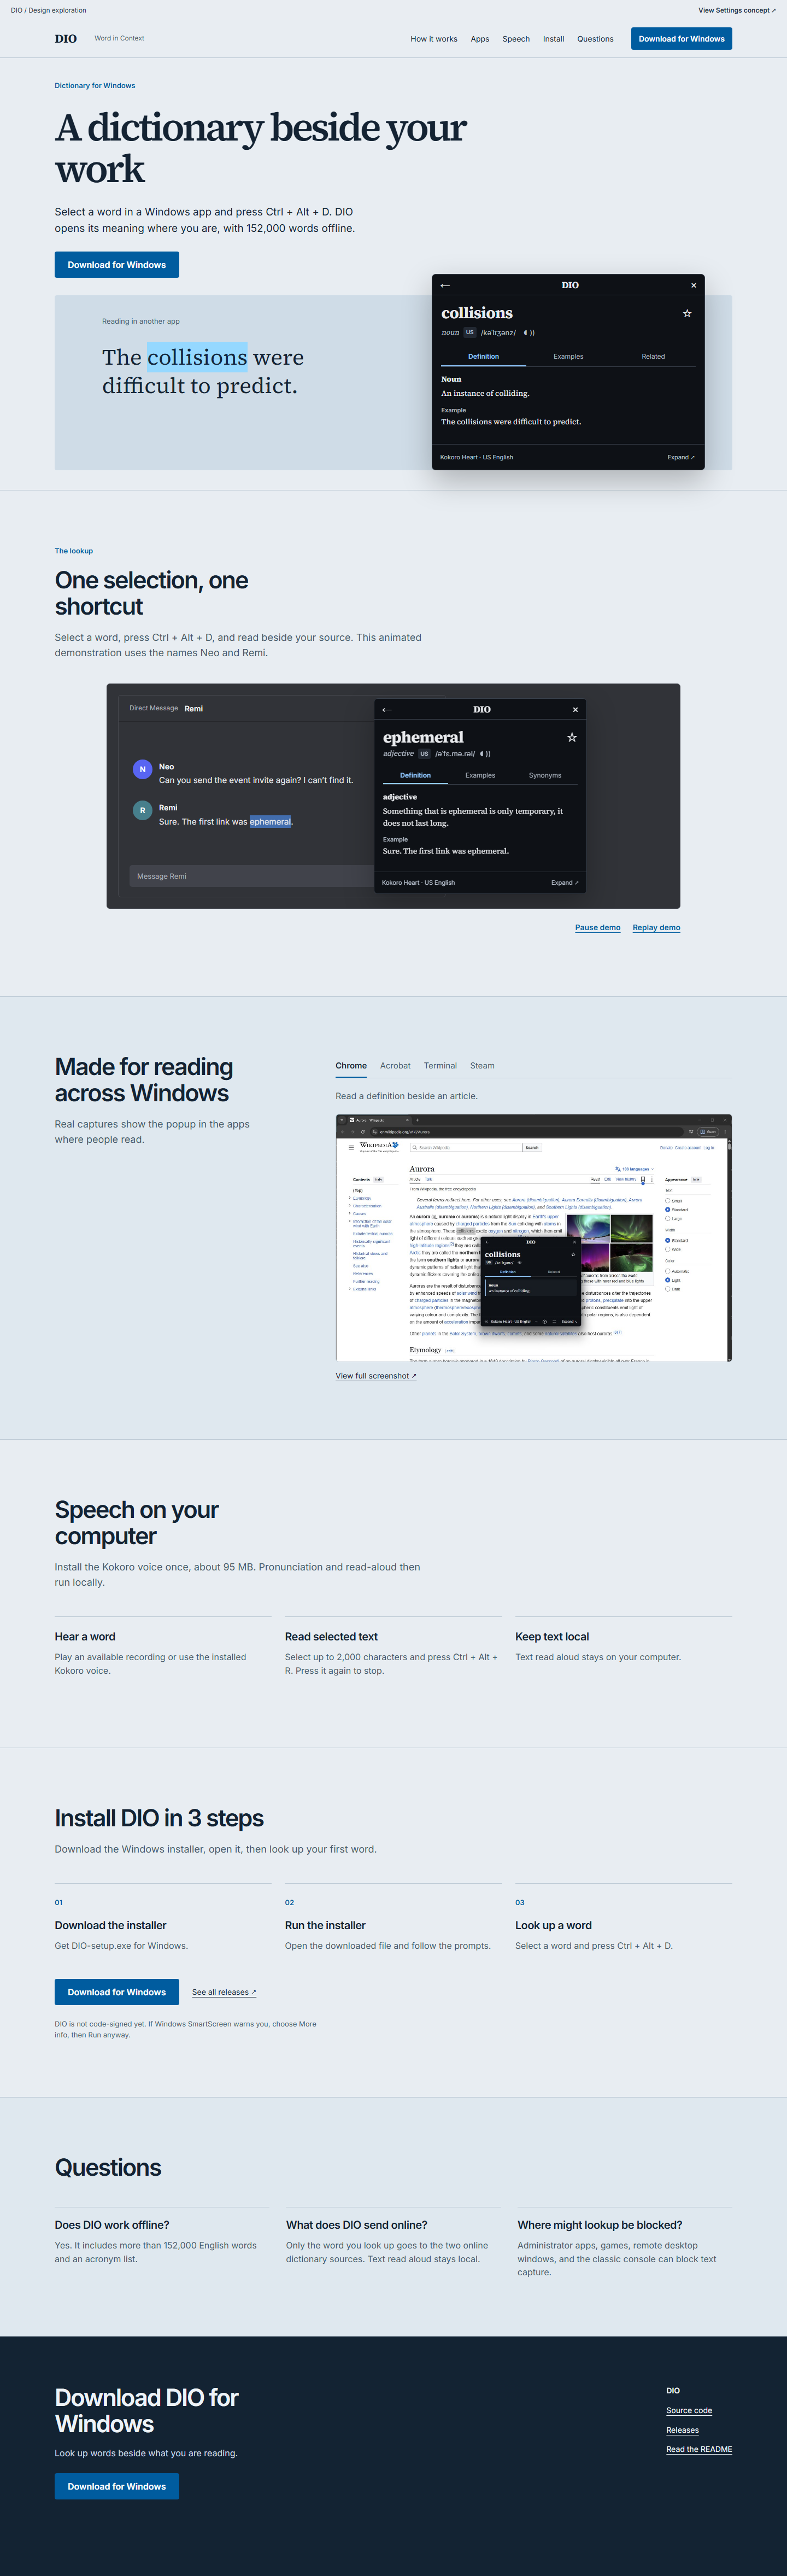 DIO / Design exploration
View Settings concept ↗
DIO
Word in Context
How it works
Apps
Speech
Install
Questions
Download for Windows
Dictionary for Windows
A dictionary beside your
work
Select a word in a Windows app and press Ctrl + Alt + D. DIO
opens its meaning where you are, with 152,000 words offline.
Download for Windows
Reading in another app
The collisions were
difficult to predict.
← DIO ×
collisions ☆
noun US /kəˈlɪʒənz/
Definition Examples Related
Noun
An instance of colliding.
Example
The collisions were difficult to predict.
Kokoro Heart · US English
Expand ↗
The lookup
One selection, one
shortcut
Select a word, press Ctrl + Alt + D, and read beside your source. This animated
demonstration uses the names Neo and Remi.
Direct Message Remi
N Neo
Can you send the event invite again? I can't find it.
R Remi
Sure. The first link was ephemeral.
Message Remi
← DIO ×
ephemeral ☆
adjective US /əˈfɛ.mə.rəl/
Definition Examples Synonyms
adjective
Something that is ephemeral is only temporary, it
does not last long.
Example
Sure. The first link was ephemeral.
Kokoro Heart · US English
Expand ↗
Pause demo Replay demo
Made for reading
across Windows
Real captures show the popup in the apps
where people read.
Chrome Acrobat Terminal Steam
Read a definition beside an article.
WIKIPEDIA
Search Wikipedia
Search
Donate Create account Log in
Aurora
Contents
Appearance
DIO
collisions
Definition
noun
An instance of colliding.
Etymology
View full screenshot ↗
Speech on your
computer
Install the Kokoro voice once, about 95 MB. Pronunciation and read-aloud then
run locally.
Hear a word
Play an available recording or use the installed
Kokoro voice.
Read selected text
Select up to 2,000 characters and press Ctrl + Alt +
R. Press it again to stop.
Keep text local
Text read aloud stays on your computer.
Install DIO in 3 steps
Download the Windows installer, open it, then look up your first word.
01
Download the installer
Get DIO-setup.exe for Windows.
02
Run the installer
Open the downloaded file and follow the prompts.
03
Look up a word
Select a word and press Ctrl + Alt + D.
Download for Windows
See all releases ↗
DIO is not code-signed yet. If Windows SmartScreen warns you, choose More
info, then Run anyway.
Questions
Does DIO work offline?
Yes. It includes more than 152,000 English words
and an acronym list.
What does DIO send online?
Only the word you look up goes to the two online
dictionary sources. Text read aloud stays local.
Where might lookup be blocked?
Administrator apps, games, remote desktop
windows, and the classic console can block text
capture.
Download DIO for
Windows
Look up words beside what you are reading.
Download for Windows
DIO
Source code
Releases
Read the README